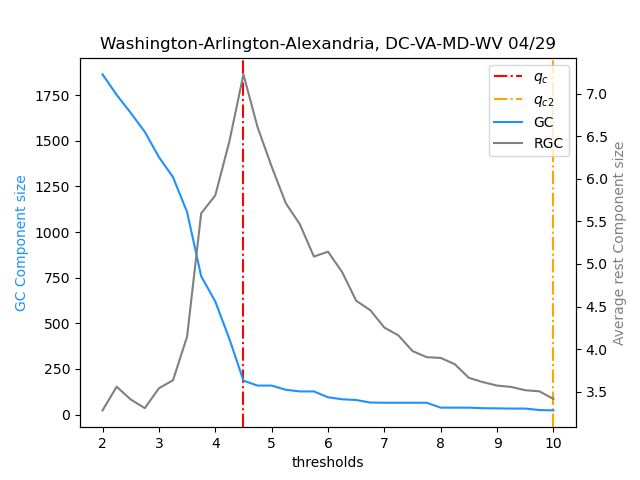 Washington-Arlington-Alexandria, DC-VA-MD-WV 04/29
GC Component size
1750
1500
1250
1000
750
500
250
0
q_c
q_c2
GC
RGC
7.0
6.5
6.0
5.5
5.0
4.5
4.0
3.5
Average rest Component size
2 3 4 5 6 7 8 9 10
thresholds